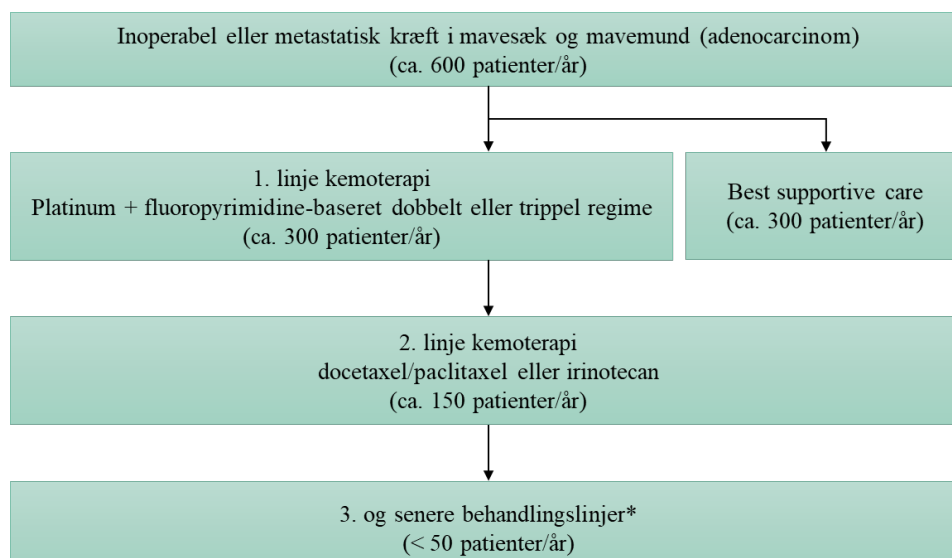 Inoperabel eller metastatisk kræft i mavesæk og mavemund (adenocarcinom)
(ca. 600 patienter/år)
1. linje kemoterapi
Platinum + fluoropyrimidine-baseret dobbelt eller trippel regime
(ca. 300 patienter/år)
Best supportive care
(ca. 300 patienter/år)
2. linje kemoterapi
docetaxel/paclitaxel eller irinotecan
(ca. 150 patienter/år)
3. og senere behandlingslinjer*
(< 50 patienter/år)